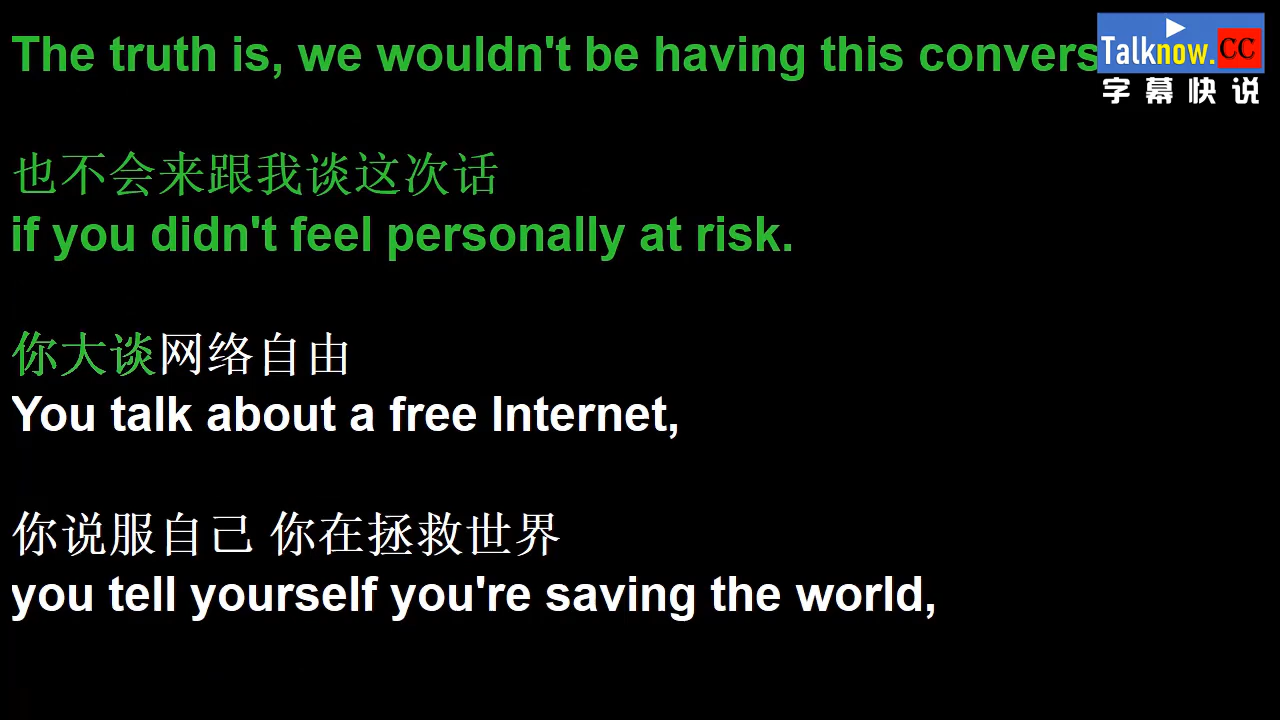 The truth is, we wouldn't be having this convers
Talknow.CC
字幕快说
也不会来跟我谈这次话
if you didn't feel personally at risk.
你大谈网络自由
You talk about a free Internet,
你说服自己 你在拯救世界
you tell yourself you're saving the world,